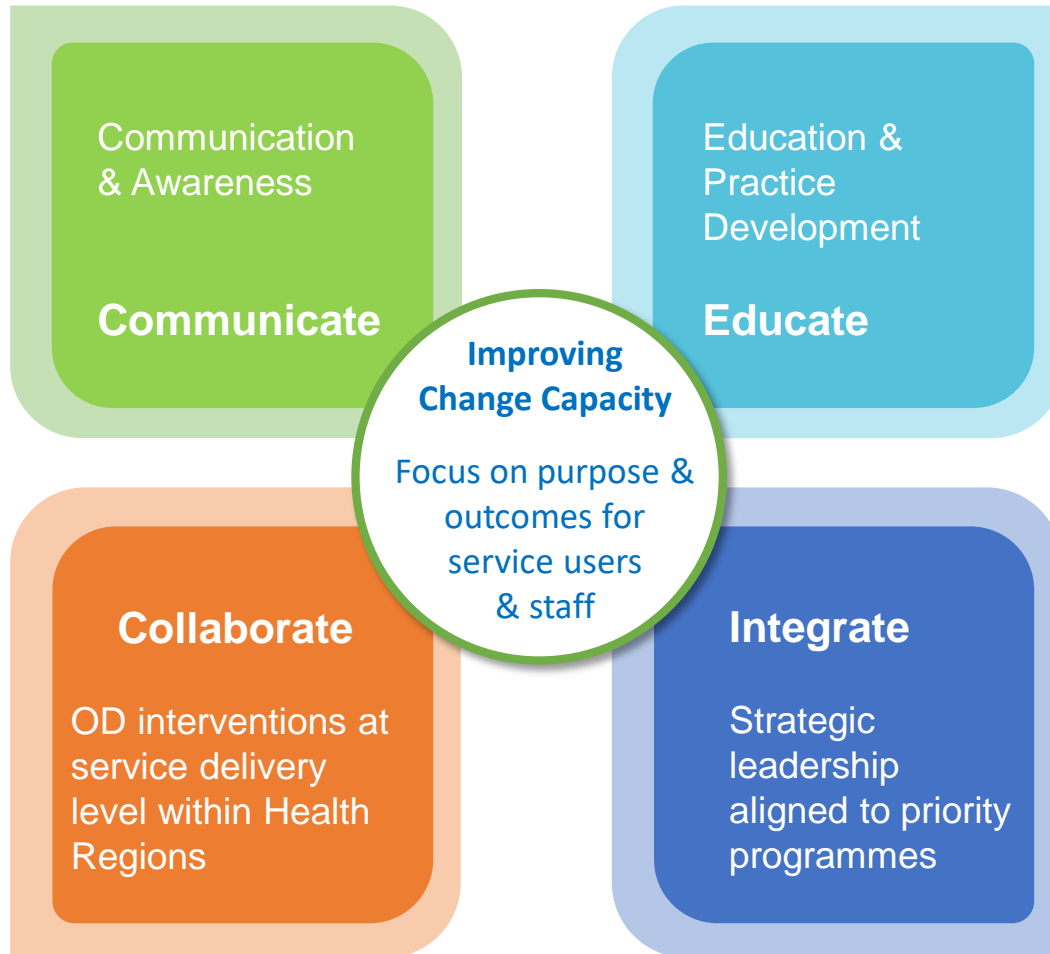 Communication
& Awareness
Communicate
Education &
Practice
Development
Educate
Improving
Change Capacity
Focus on purpose &
outcomes for
service users
& staff
Collaborate
OD interventions at
service delivery
level within Health
Regions
Integrate
Strategic
leadership
aligned to priority
programmes